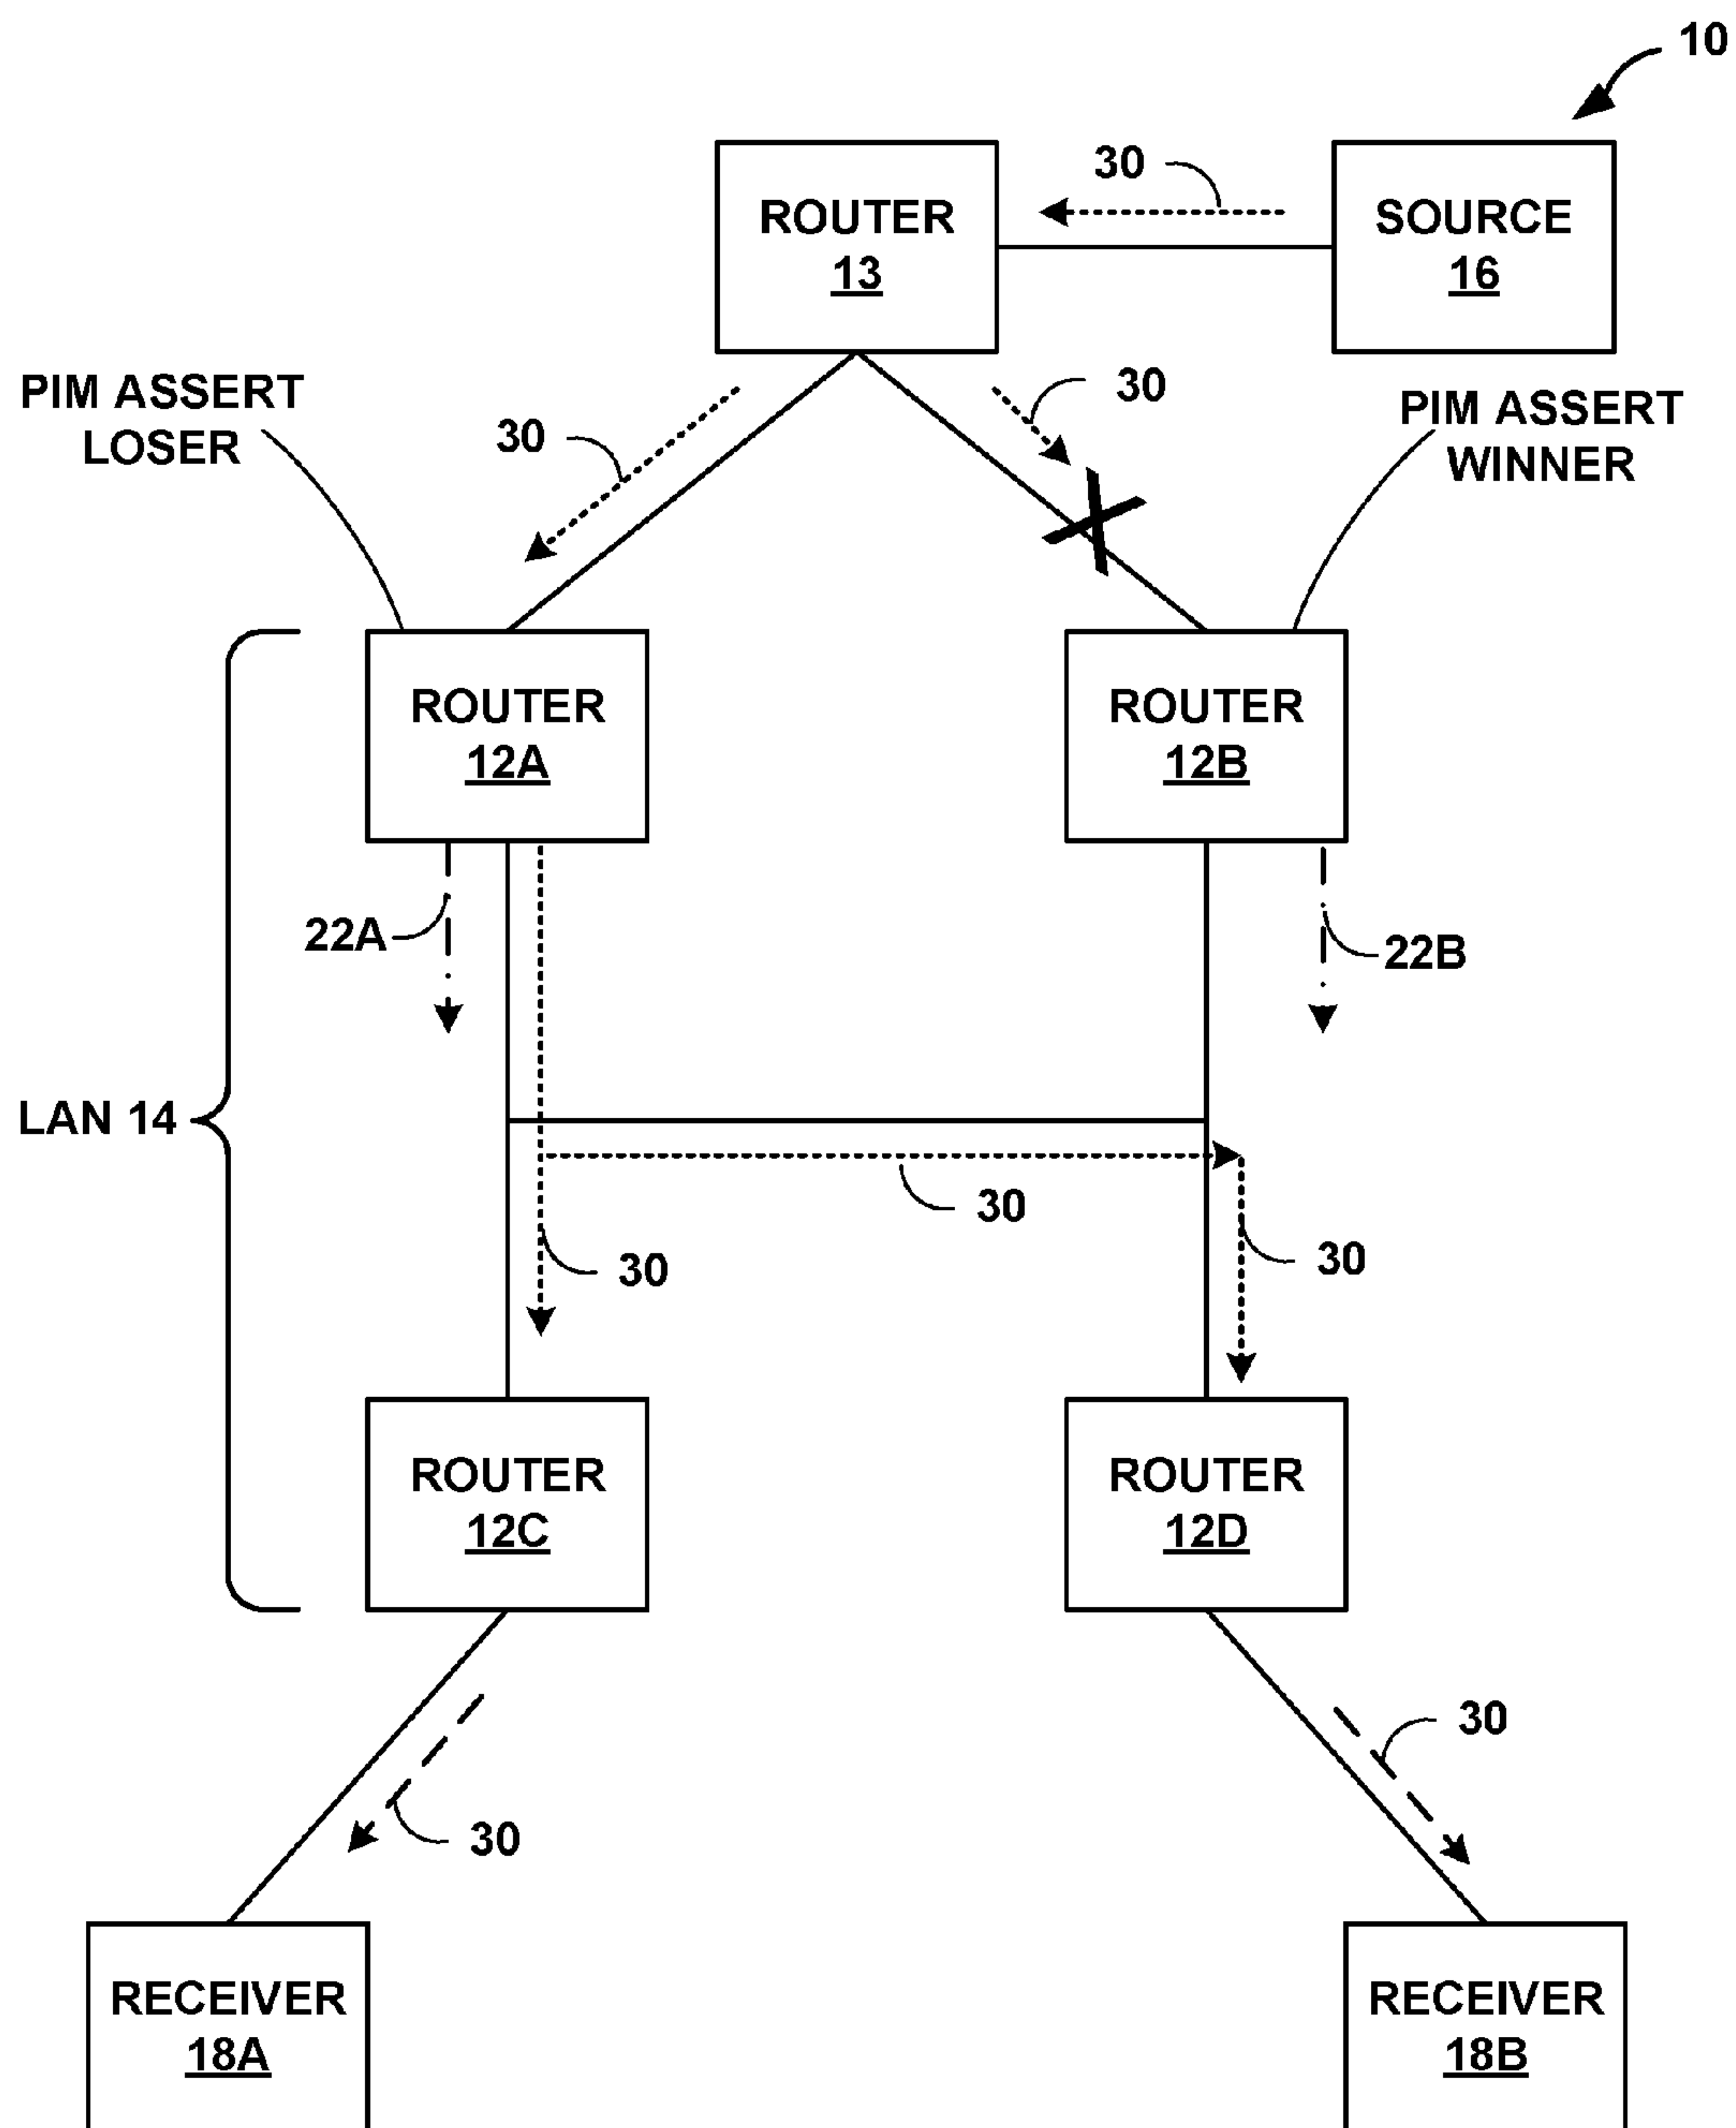 10
30
ROUTER
13
SOURCE
16
PIM ASSERT
LOSER
30
30
PIM ASSERT
WINNER
ROUTER
12A
ROUTER
12B
22A
22B
LAN 14
30
30
30
ROUTER
12C
ROUTER
12D
30
30
RECEIVER
18A
RECEIVER
18B